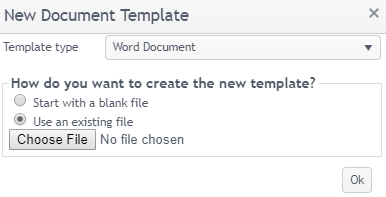 New Document Template
Template type Word Document
How do you want to create the new template?
Start with a blank file
Use an existing file
Choose File No file chosen
Ok